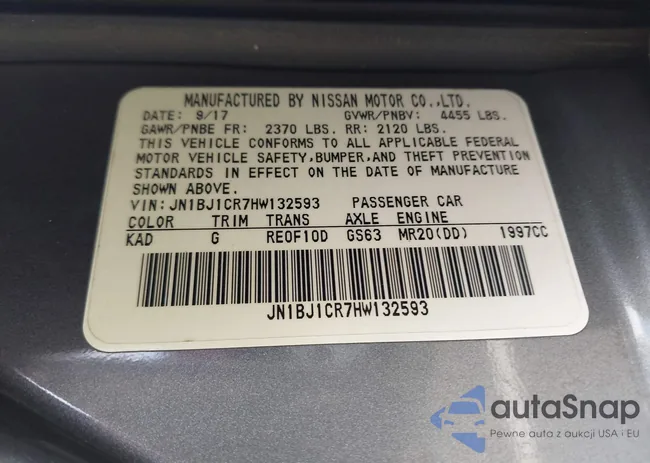 MANUFACTURED BY NISSAN MOTOR CO.,LTD.
DATE: 9/17 GVWR/PNBV: 4455 LBS.
GAWR/PNBE FR: 2370 LBS. RR: 2120 LBS.
THIS VEHICLE CONFORMS TO ALL APPLICABLE FEDERAL
MOTOR VEHICLE SAFETY,BUMPER,AND THEFT PREVENTION
STANDARDS IN EFFECT ON THE DATE OF MANUFACTURE
SHOWN ABOVE.
VIN: JN1BJ1CR7HW132593 PASSENGER CAR
COLOR TRIM TRANS AXLE ENGINE
KAD G RE0F10D GS63 MR20(DD) 1997CC
JN1BJ1CR7HW132593
autaSnap
Pewne auta z aukcji USA i EU